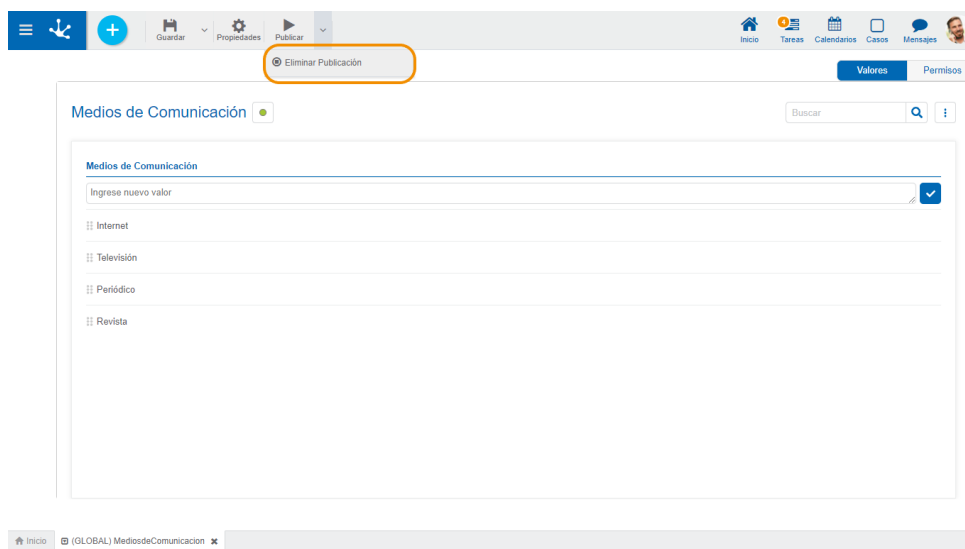 Guardar Propiedades Publicar Inicio 4 Tareas Calendarios Casos Mensajes
Eliminar Publicación
Valores Permisos
Medios de Comunicación Buscar
Medios de Comunicación
Ingrese nuevo valor
Internet
Televisión
Periódico
Revista
Inicio (GLOBAL) MediosdeComunicacion